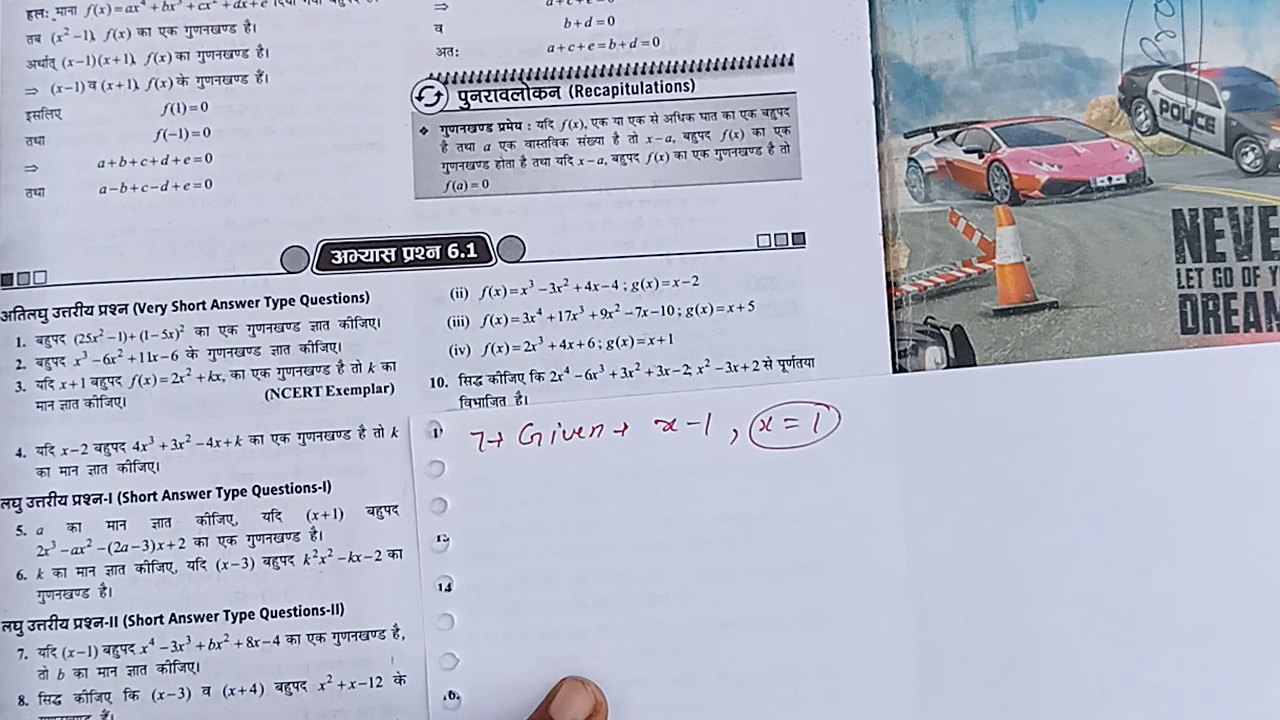 हल: माना f(x)=ax⁴+bx³+cx²+dx+e दिया गया
तब (x²−1), f(x) का एक गुणनखण्ड है।
अर्थात् (x−1)(x+1), f(x) का गुणनखण्ड है।
⇒ (x−1) व (x+1), f(x) के गुणनखण्ड हैं।
इसलिए f(1)=0
तथा f(−1)=0
⇒ a+b+c+d+e=0
तथा a−b+c−d+e=0
⇒
व b+d=0
अतः a+c+e=b+d=0
पुनरावलोकन (Recapitulations)
❖ गुणनखण्ड प्रमेय : यदि f(x), एक या एक से अधिक घात का एक बहुपद
है तथा a एक वास्तविक संख्या है तो x−a, बहुपद f(x) का एक
गुणनखण्ड होता है तथा यदि x−a, बहुपद f(x) का एक गुणनखण्ड है तो
f(a)=0
अभ्यास प्रश्न 6.1
अतिलघु उत्तरीय प्रश्न (Very Short Answer Type Questions)
1. बहुपद (25x²−1)+(1−5x)² का एक गुणनखण्ड ज्ञात कीजिए।
2. बहुपद x³−6x²+11x−6 के गुणनखण्ड ज्ञात कीजिए।
3. यदि x+1 बहुपद f(x)=2x²+kx, का एक गुणनखण्ड है तो k का
मान ज्ञात कीजिए। (NCERT Exemplar)
4. यदि x−2 बहुपद 4x³+3x²−4x+k का एक गुणनखण्ड है तो k
का मान ज्ञात कीजिए।
लघु उत्तरीय प्रश्न-I (Short Answer Type Questions-I)
5. a का मान ज्ञात कीजिए, यदि (x+1) बहुपद
2x³−ax²−(2a−3)x+2 का एक गुणनखण्ड है।
6. k का मान ज्ञात कीजिए, यदि (x−3) बहुपद k²x²−kx−2 का
गुणनखण्ड है।
लघु उत्तरीय प्रश्न-II (Short Answer Type Questions-II)
7. यदि (x−1) बहुपद x⁴−3x³+bx²+8x−4 का एक गुणनखण्ड है,
तो b का मान ज्ञात कीजिए।
8. सिद्ध कीजिए कि (x−3) व (x+4) बहुपद x²+x−12 के
(ii) f(x)=x³−3x²+4x−4; g(x)=x−2
(iii) f(x)=3x⁴+17x³+9x²−7x−10; g(x)=x+5
(iv) f(x)=2x³+4x+6; g(x)=x+1
10. सिद्ध कीजिए कि 2x⁴−6x³+3x²+3x−2, x²−3x+2 से पूर्णतया
विभाजित है।
7→ Given → x−1, x=1
14
POLICE
NEVE
LET GO OF Y
DREAM